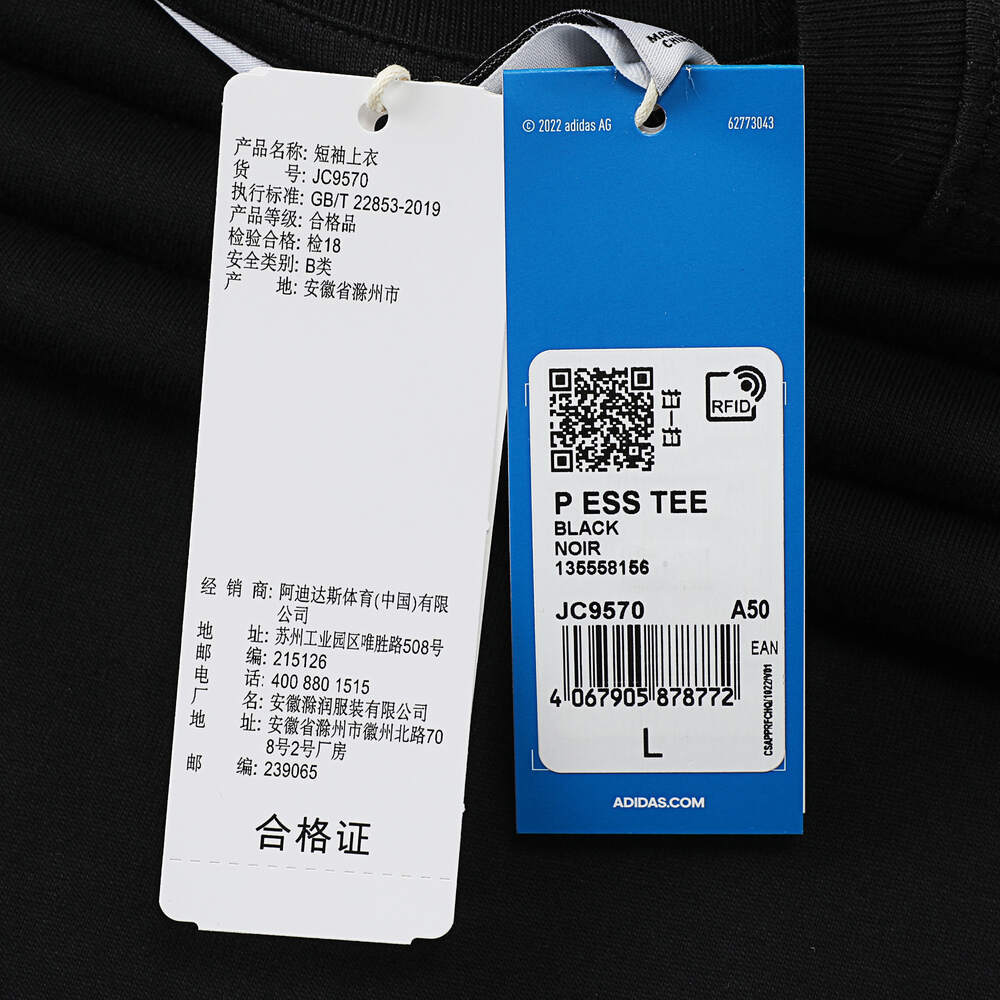 产品名称: 短袖上衣
货 号: JC9570
执行标准: GB/T 22853-2019
产品等级: 合格品
检验合格: 检18
安全类别: B类
产 地: 安徽省滁州市
经 销 商: 阿迪达斯体育(中国)有限
公司
地 址: 苏州工业园区唯胜路508号
邮 编: 215126
电 话: 400 880 1515
厂 名: 安徽滁润服装有限公司
地 址: 安徽省滁州市徽州北路70
8号2号厂房
邮 编: 239065
合格证
© 2022 adidas AG
62773043
扫一扫
RFID
P ESS TEE
BLACK
NOIR
135558156
JC9570 A50
EAN
4 067905 878772
CSAPPRFCHQ/1022/V01
L
ADIDAS.COM